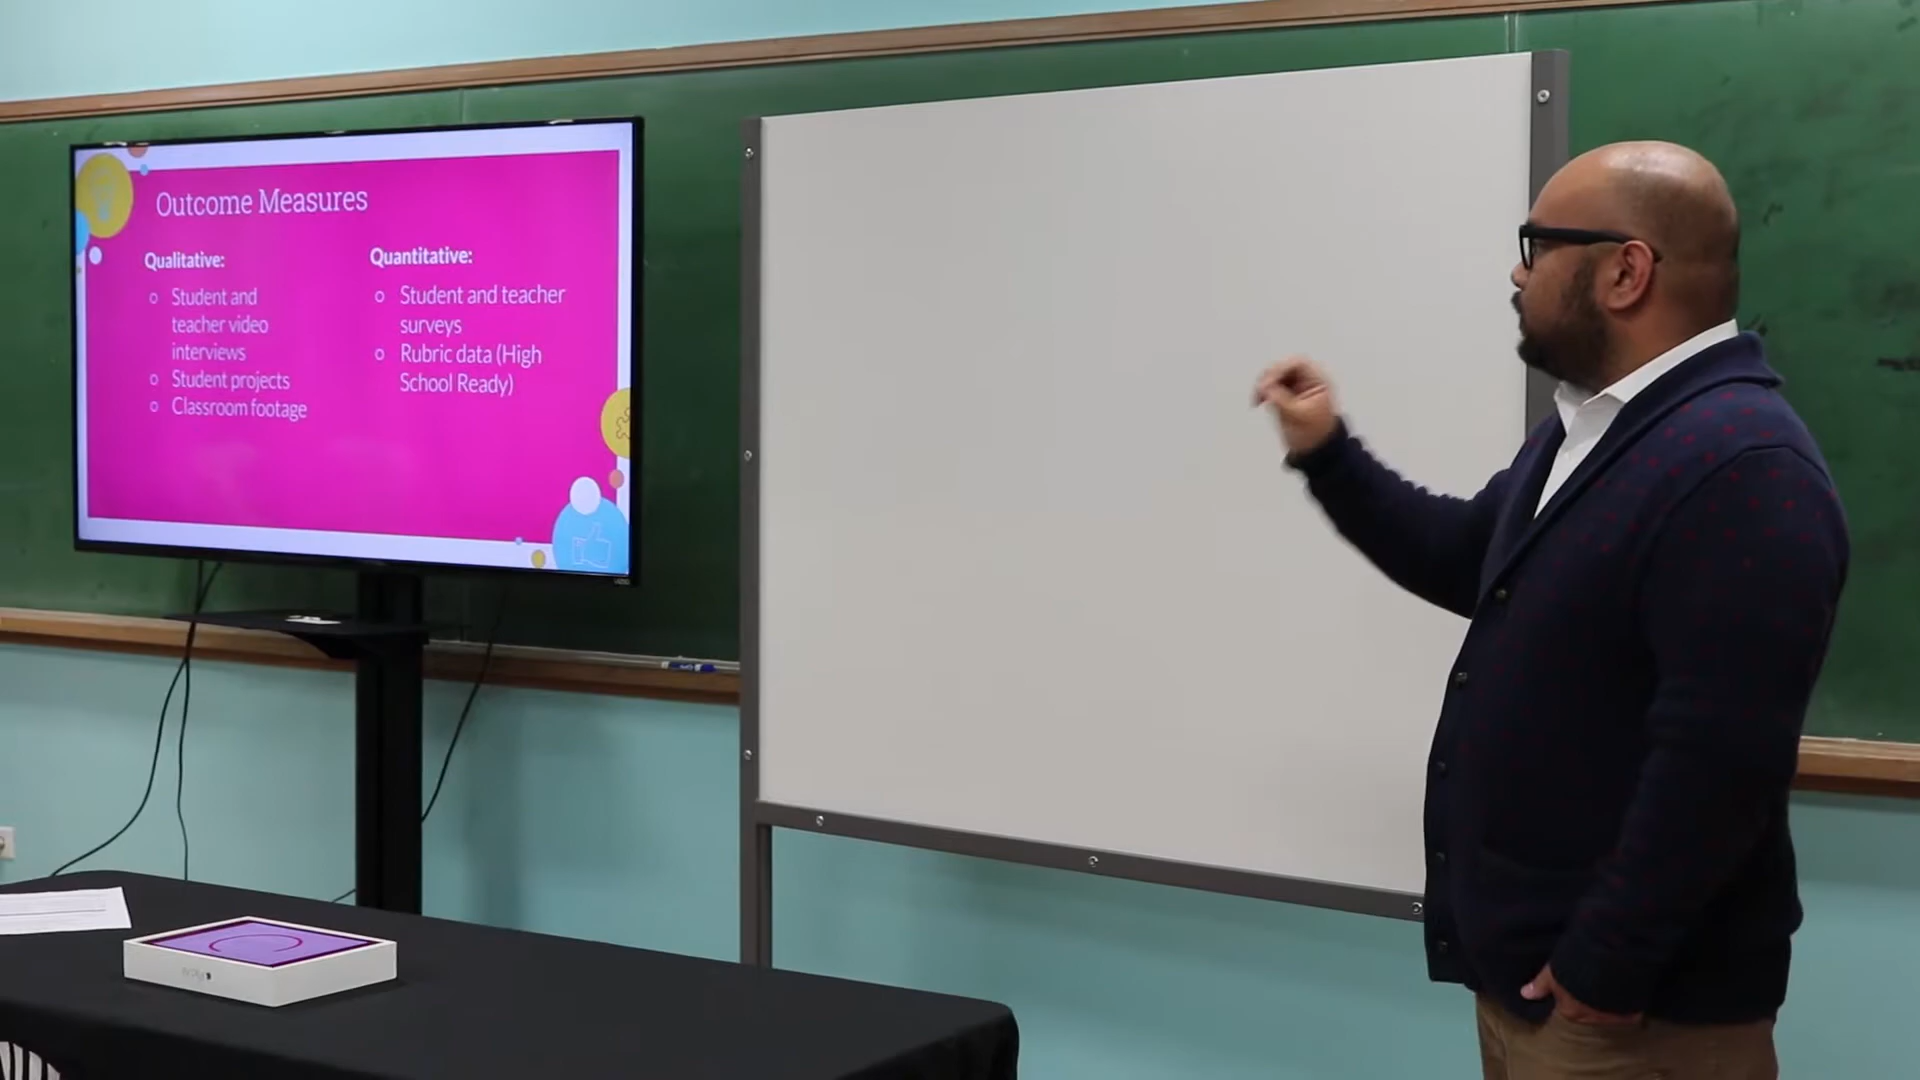 Outcome Measures
Qualitative:
Student and
teacher video
interviews
Student projects
Classroom footage
Quantitative:
Student and teacher
surveys
Rubric data (High
School Ready)
VIZIO